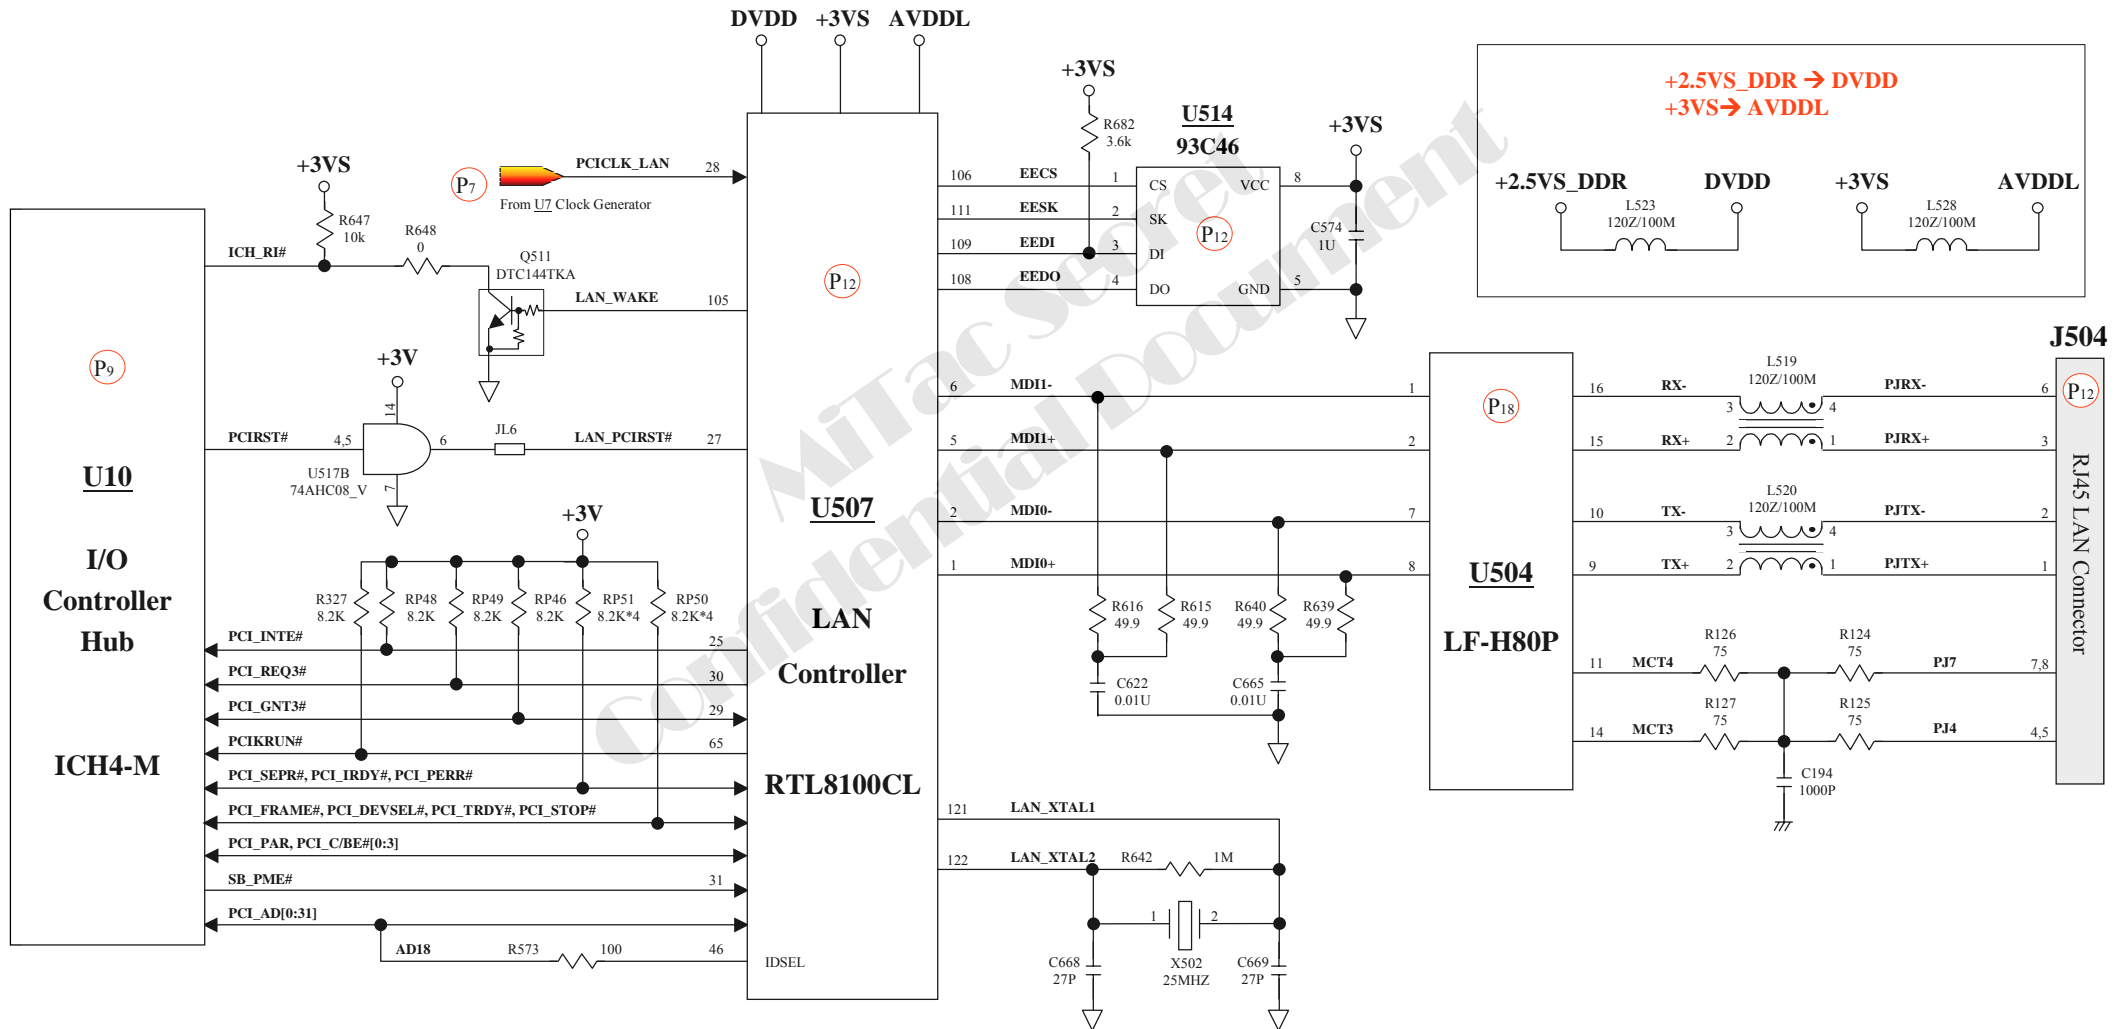 DVDD +3VS AVDDL
+3VS
R682
3.6k
U514
93C46
+3VS
+2.5VS_DDR → DVDD
+3VS→ AVDDL
+2.5VS_DDR
L523
120Z/100M
DVDD
+3VS
L528
120Z/100M
AVDDL
P7
PCICLK_LAN 28
From U7 Clock Generator
+3VS
R647
10k
R648
0
ICH_RI#
Q511
DTC144TKA
LAN_WAKE 105
106 EECS 1 CS VCC 8
111 EESK 2 SK
109 EEDI 3 DI
108 EEDO 4 DO GND 5
P12
C574
1U
P12
P9
+3V
14
PCIRST# 4,5 6 JL6 LAN_PCIRST# 27
7
U517B
74AHC08_V
U10
I/O
Controller
Hub
ICH4-M
U507
LAN
Controller
RTL8100CL
+3V
R327
8.2K
RP48
8.2K
RP49
8.2K
RP46
8.2K
RP51
8.2K*4
RP50
8.2K*4
PCI_INTE# 25
PCI_REQ3# 30
PCI_GNT3# 29
PCIKRUN# 65
PCI_SEPR#, PCI_IRDY#, PCI_PERR#
PCI_FRAME#, PCI_DEVSEL#, PCI_TRDY#, PCI_STOP#
PCI_PAR, PCI_C/BE#[0:3]
SB_PME# 31
PCI_AD[0:31]
AD18 R573 100 46 IDSEL
6 MDI1- 1
5 MDI1+ 2
2 MDI0- 7
1 MDI0+ 8
R616
49.9
R615
49.9
R640
49.9
R639
49.9
C622
0.01U
C665
0.01U
121 LAN_XTAL1
122 LAN_XTAL2 R642 1M
1 2
X502
25MHZ
C668
27P
C669
27P
P18
U504
LF-H80P
J504
P12
RJ45 LAN Connector
L519
120Z/100M
16 RX- 3 4 PJRX- 6
15 RX+ 2 1 PJRX+ 3
L520
120Z/100M
10 TX- 3 4 PJTX- 2
9 TX+ 2 1 PJTX+ 1
R126
75
R124
75
11 MCT4 PJ7 7,8
R127
75
R125
75
14 MCT3 PJ4 4,5
C194
1000P
MiTac Secret
Confidential Document